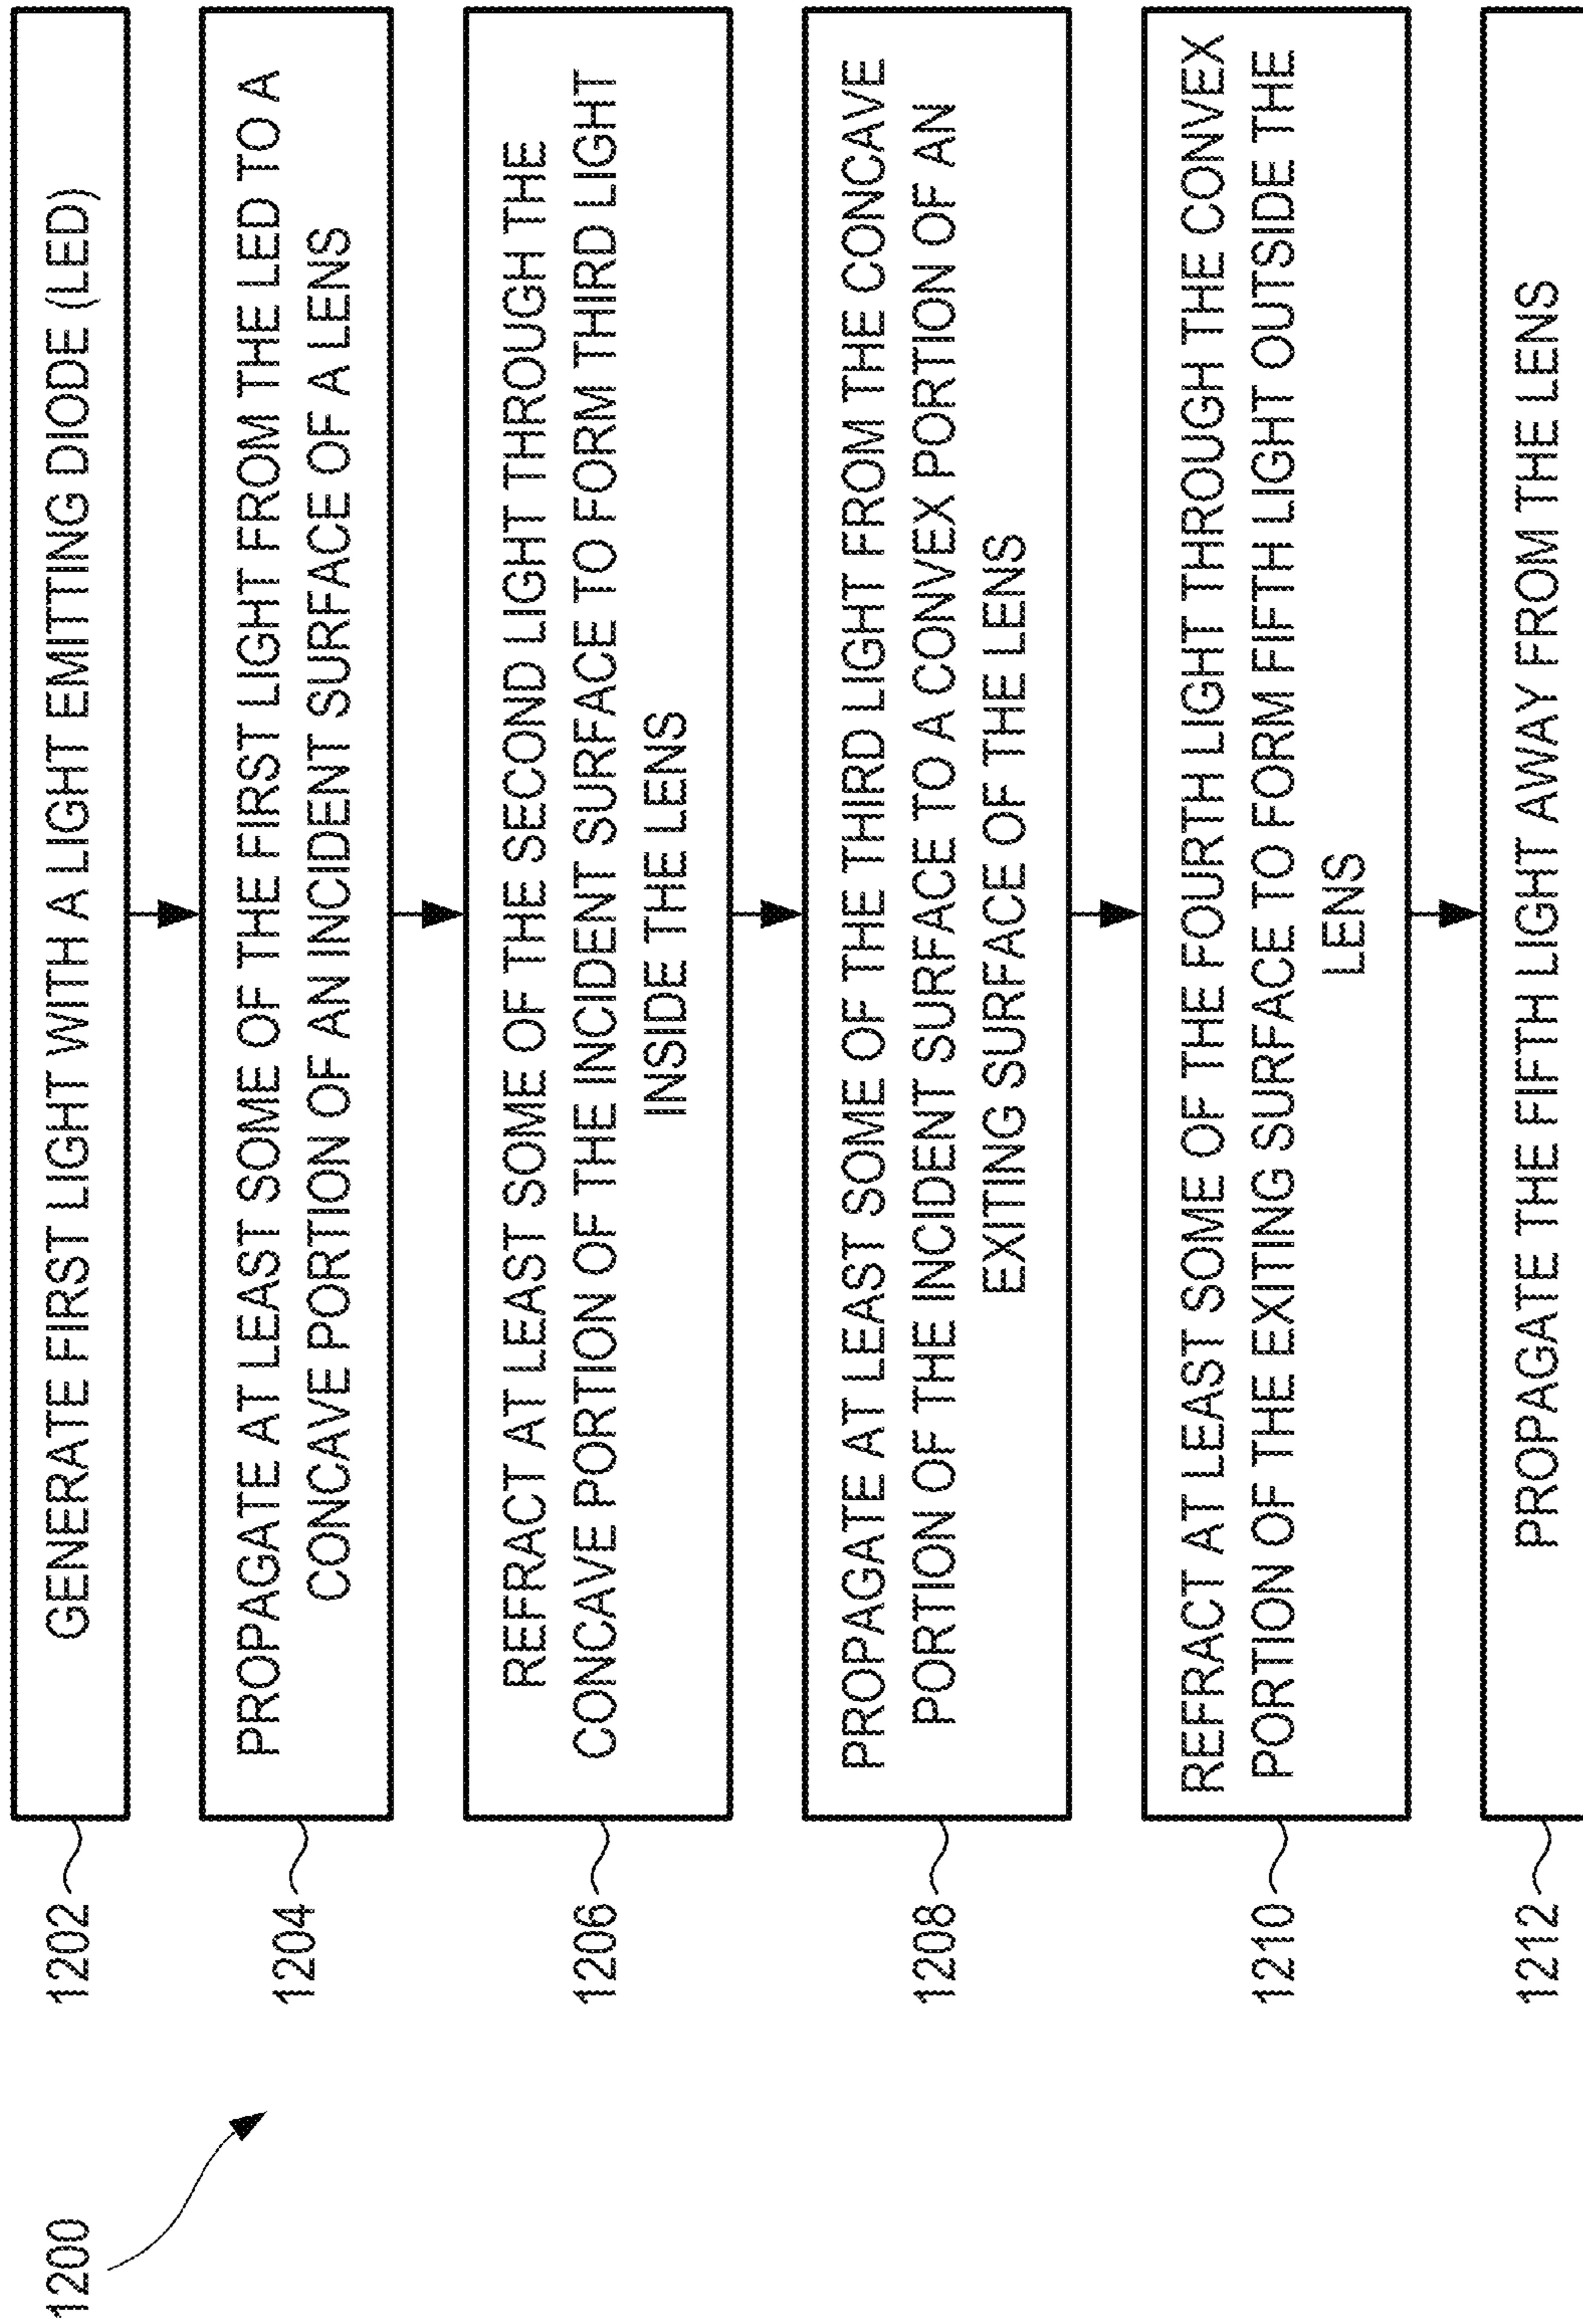 1200
1202
GENERATE FIRST LIGHT WITH A LIGHT EMITTING DIODE (LED)
1204
PROPAGATE AT LEAST SOME OF THE FIRST LIGHT FROM THE LED TO A
CONCAVE PORTION OF AN INCIDENT SURFACE OF A LENS
1206
REFRACT AT LEAST SOME OF THE SECOND LIGHT THROUGH THE
CONCAVE PORTION OF THE INCIDENT SURFACE TO FORM THIRD LIGHT
INSIDE THE LENS
1208
PROPAGATE AT LEAST SOME OF THE THIRD LIGHT FROM THE CONCAVE
PORTION OF THE INCIDENT SURFACE TO A CONVEX PORTION OF AN
EXITING SURFACE OF THE LENS
1210
REFRACT AT LEAST SOME OF THE FOURTH LIGHT THROUGH THE CONVEX
PORTION OF THE EXITING SURFACE TO FORM FIFTH LIGHT OUTSIDE THE
LENS
1212
PROPAGATE THE FIFTH LIGHT AWAY FROM THE LENS